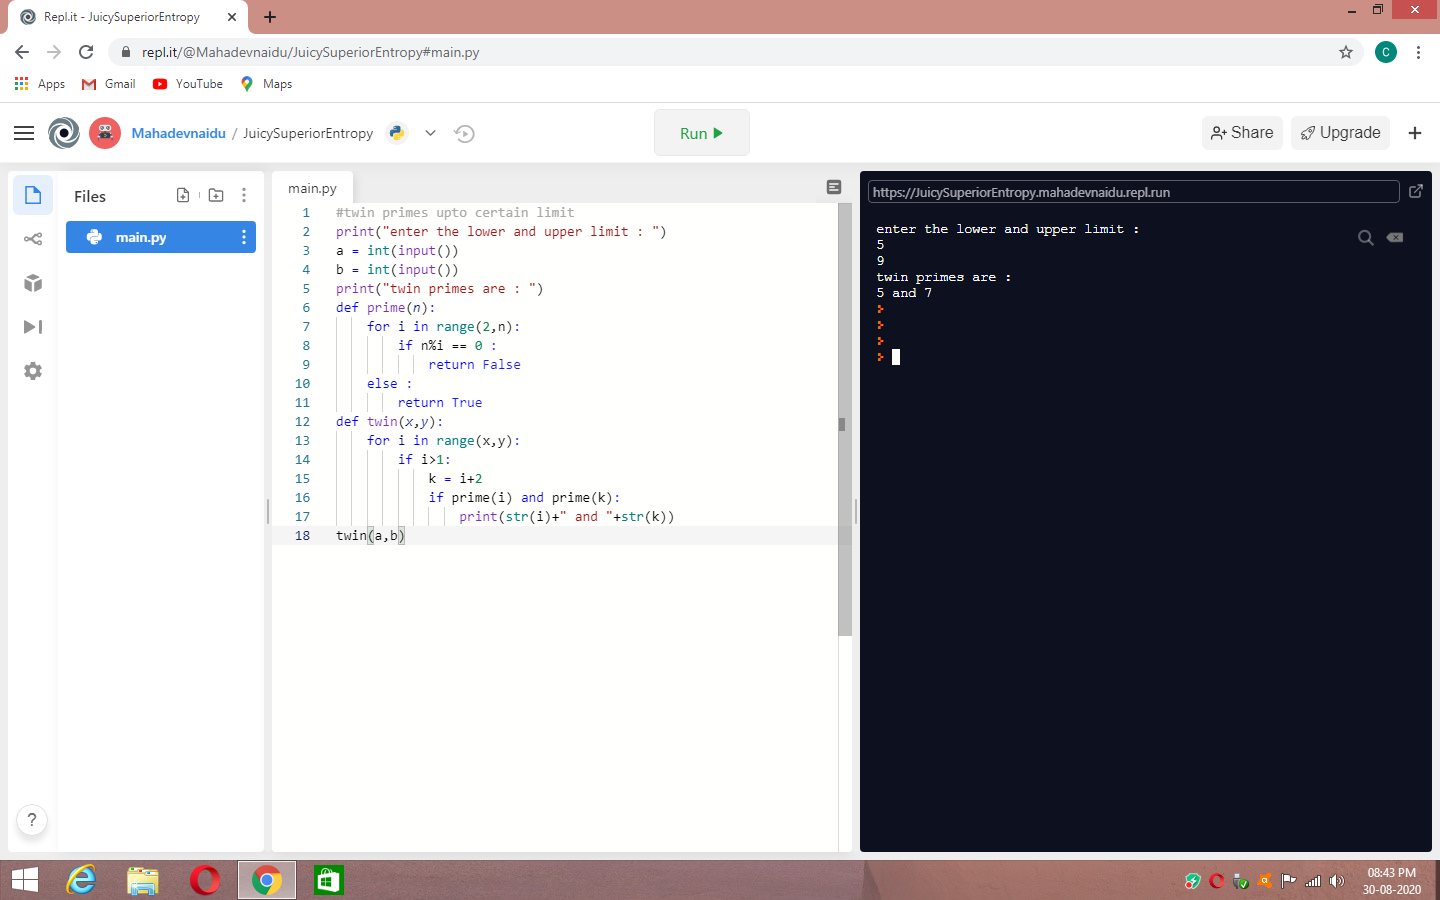 Repl.it - JuicySuperiorEntropy
repl.it/@Mahadevnaidu/JuicySuperiorEntropy#main.py
C
Apps Gmail YouTube Maps
Mahadevnaidu / JuicySuperiorEntropy
Run
Share
Upgrade
Files
main.py
main.py
1 #twin primes upto certain limit
2 print("enter the lower and upper limit : ")
3 a = int(input())
4 b = int(input())
5 print("twin primes are : ")
6 def prime(n):
7     for i in range(2,n):
8         if n%i == 0 :
9             return False
10     else :
11         return True
12 def twin(x,y):
13     for i in range(x,y):
14         if i>1:
15             k = i+2
16             if prime(i) and prime(k):
17                 print(str(i)+" and "+str(k))
18 twin(a,b)
https://JuicySuperiorEntropy.mahadevnaidu.repl.run
enter the lower and upper limit :
5
9
twin primes are :
5 and 7
?
08:43 PM
30-08-2020